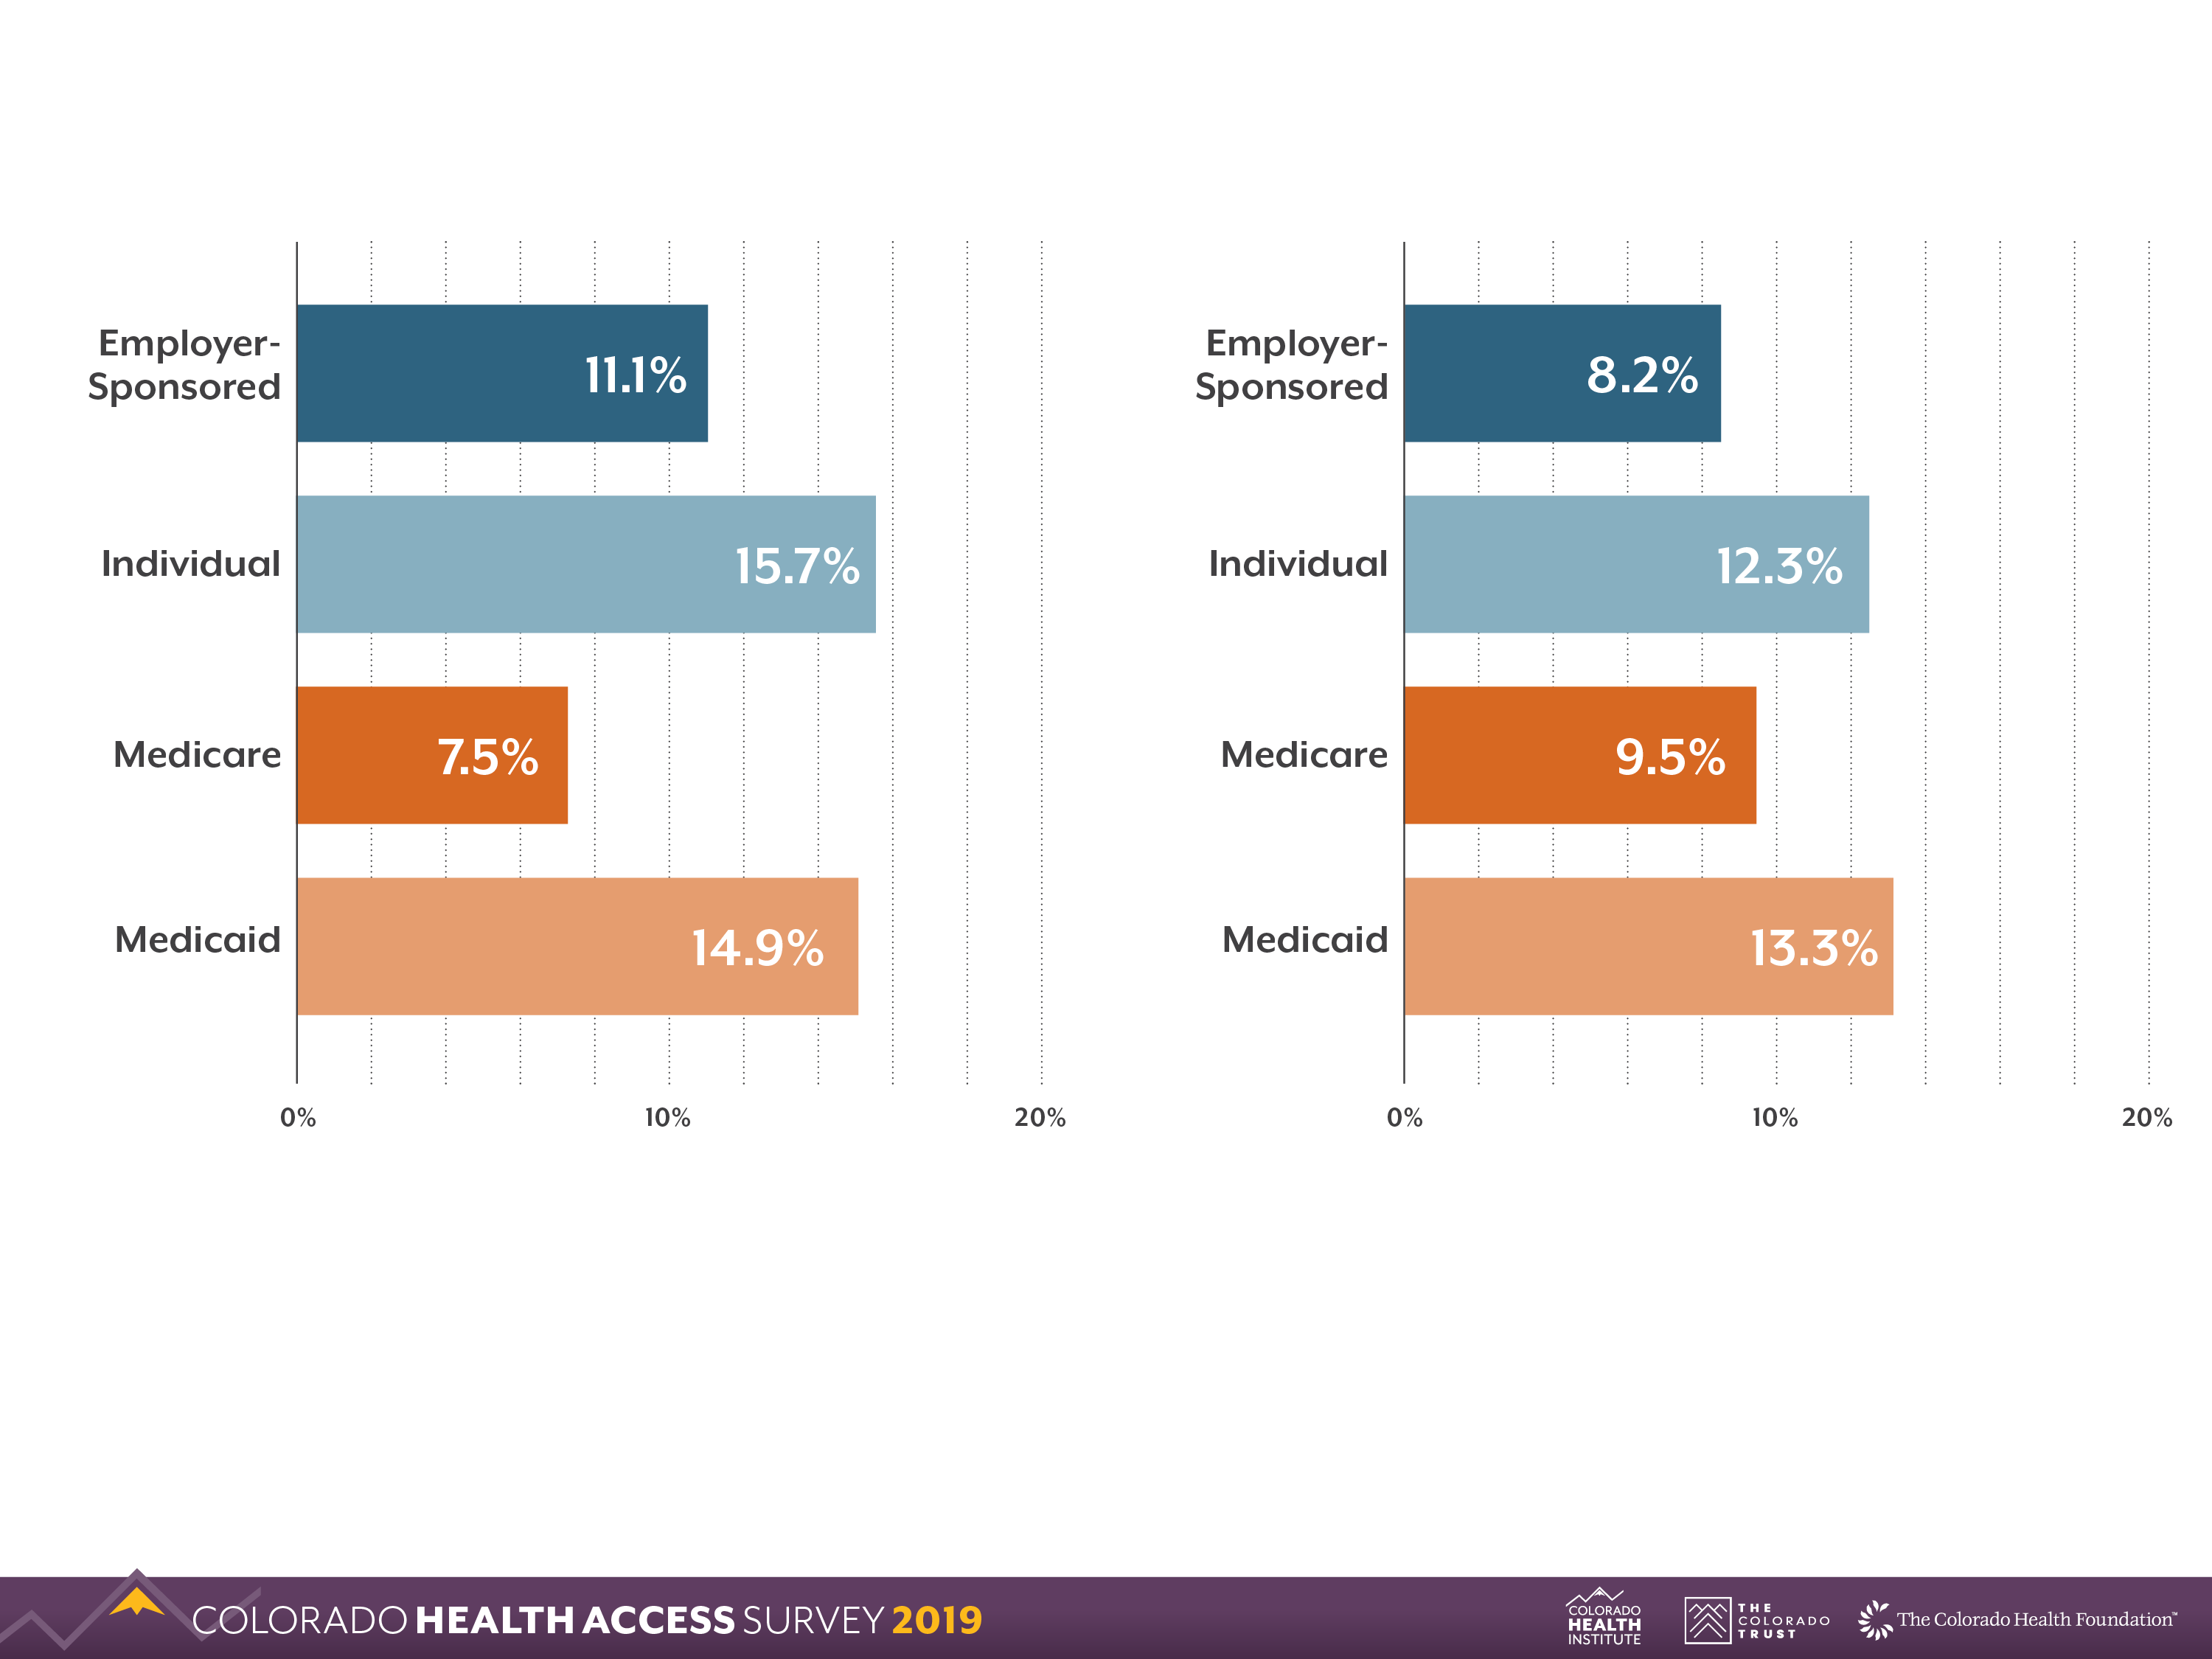 Employer-
Sponsored
11.1%
Individual
15.7%
Medicare
7.5%
Medicaid
14.9%
0% 10% 20%
Employer-
Sponsored
8.2%
Individual
12.3%
Medicare
9.5%
Medicaid
13.3%
0% 10% 20%
COLORADO HEALTH ACCESS SURVEY 2019
COLORADO
HEALTH
INSTITUTE
THE
COLORADO
TRUST
The Colorado Health Foundation™